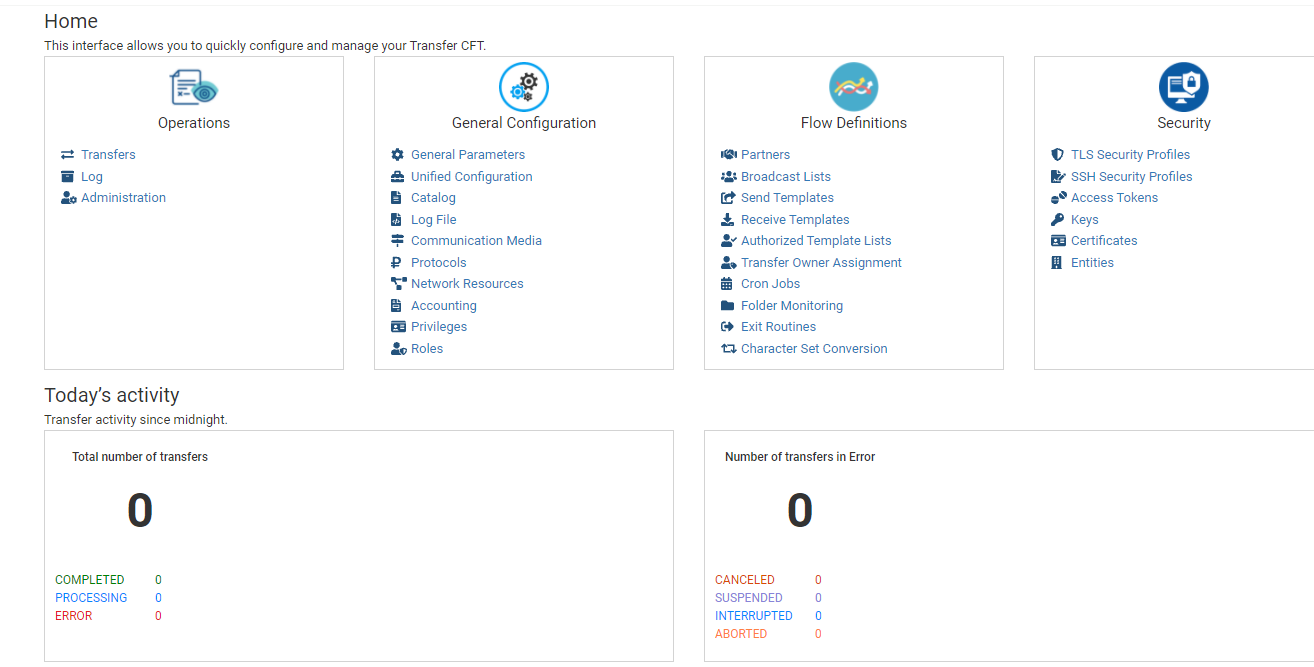 Home
This interface allows you to quickly configure and manage your Transfer CFT.
Operations
Transfers
Log
Administration
General Configuration
General Parameters
Unified Configuration
Catalog
Log File
Communication Media
Protocols
Network Resources
Accounting
Privileges
Roles
Flow Definitions
Partners
Broadcast Lists
Send Templates
Receive Templates
Authorized Template Lists
Transfer Owner Assignment
Cron Jobs
Folder Monitoring
Exit Routines
Character Set Conversion
Security
TLS Security Profiles
SSH Security Profiles
Access Tokens
Keys
Certificates
Entities
Today’s activity
Transfer activity since midnight.
Total number of transfers
0
COMPLETED 0
PROCESSING 0
ERROR 0
Number of transfers in Error
0
CANCELED 0
SUSPENDED 0
INTERRUPTED 0
ABORTED 0